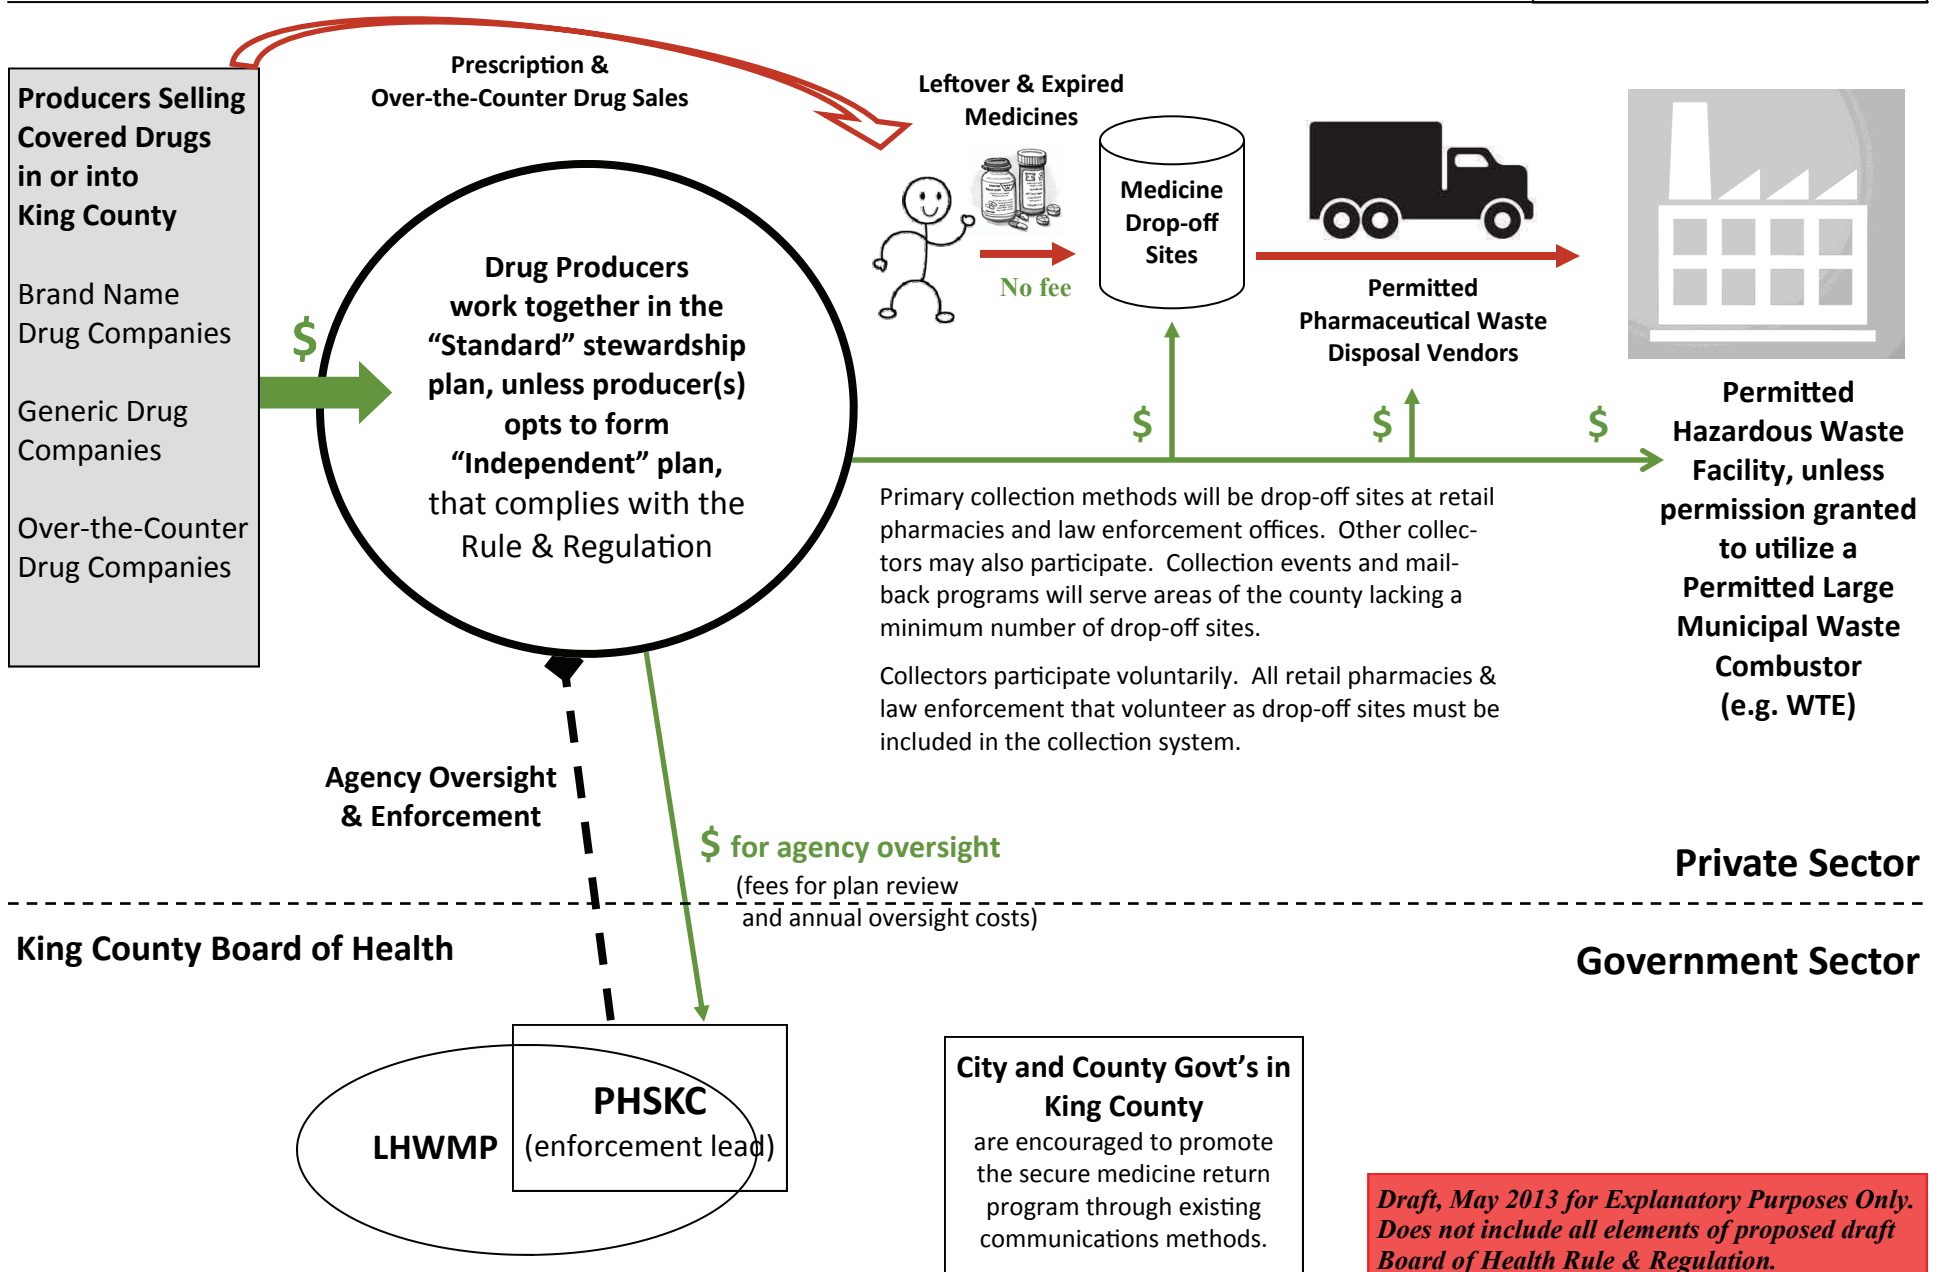 Producers Selling
Covered Drugs
in or into
King County
Brand Name
Drug Companies
Generic Drug
Companies
Over-the-Counter
Drug Companies
Prescription &
Over-the-Counter Drug Sales
$
Drug Producers
work together in the
“Standard” stewardship
plan, unless producer(s)
opts to form
“Independent” plan,
that complies with the
Rule & Regulation
Leftover & Expired
Medicines
No fee
Medicine
Drop-off
Sites
Permitted
Pharmaceutical Waste
Disposal Vendors
$
$
$
Permitted
Hazardous Waste
Facility, unless
permission granted
to utilize a
Permitted Large
Municipal Waste
Combustor
(e.g. WTE)
Primary collection methods will be drop-off sites at retail
pharmacies and law enforcement offices.  Other collec-
tors may also participate.  Collection events and mail-
back programs will serve areas of the county lacking a
minimum number of drop-off sites.
Collectors participate voluntarily.  All retail pharmacies &
law enforcement that volunteer as drop-off sites must be
included in the collection system.
Agency Oversight
& Enforcement
$ for agency oversight
(fees for plan review
and annual oversight costs)
Private Sector
King County Board of Health
Government Sector
LHWMP
PHSKC
(enforcement lead)
City and County Govt's in
King County
are encouraged to promote
the secure medicine return
program through existing
communications methods.
Draft, May 2013 for Explanatory Purposes Only.
Does not include all elements of proposed draft
Board of Health Rule & Regulation.